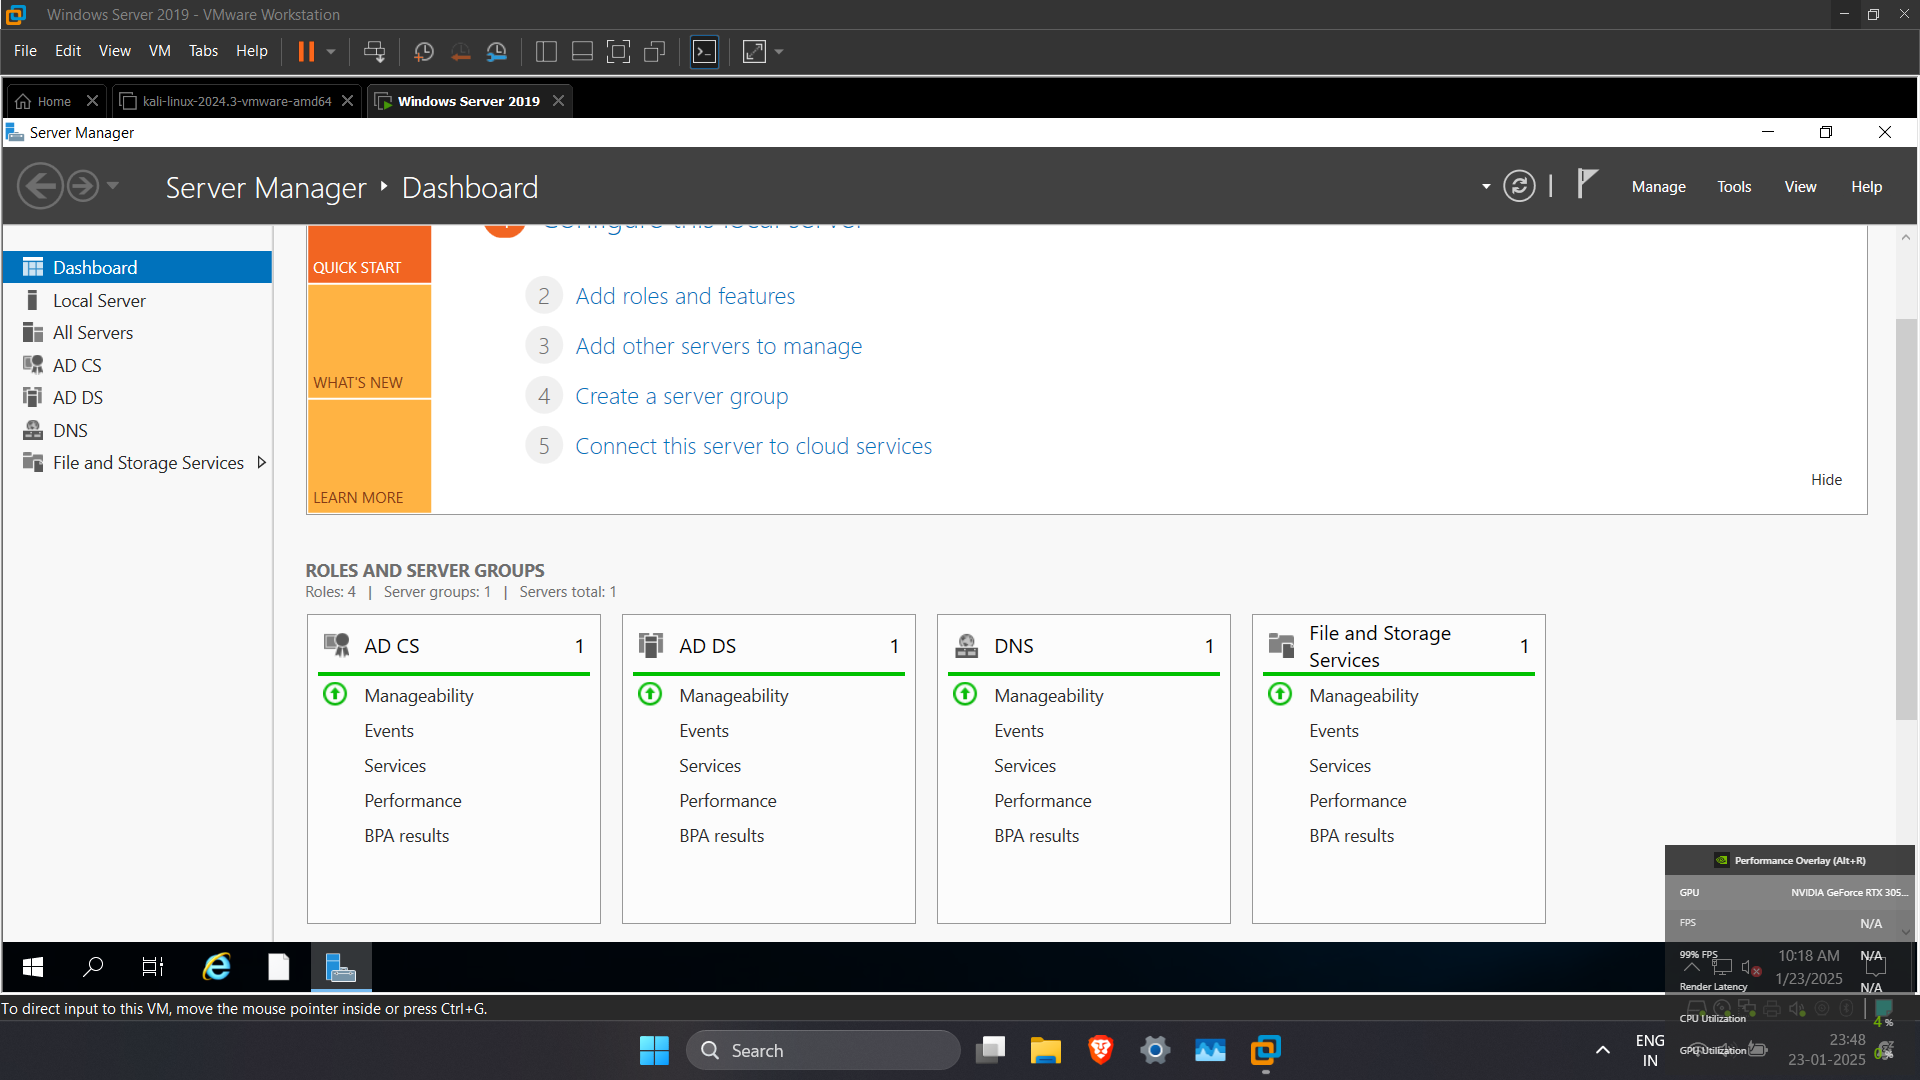 Windows Server 2019 - VMware Workstation
File Edit View VM Tabs Help
Home kali-linux-2024.3-vmware-amd64 Windows Server 2019
Server Manager
Server Manager Dashboard
Manage Tools View Help
Dashboard
Local Server
All Servers
AD CS
AD DS
DNS
File and Storage Services
Configure this local server
QUICK START
2 Add roles and features
3 Add other servers to manage
WHAT'S NEW
4 Create a server group
5 Connect this server to cloud services
Hide
LEARN MORE
ROLES AND SERVER GROUPS
Roles: 4 | Server groups: 1 | Servers total: 1
AD CS 1
Manageability
Events
Services
Performance
BPA results
AD DS 1
Manageability
Events
Services
Performance
BPA results
DNS 1
Manageability
Events
Services
Performance
BPA results
File and Storage
Services 1
Manageability
Events
Services
Performance
BPA results
Performance Overlay (Alt+R)
GPU NVIDIA GeForce RTX 305...
FPS N/A
99% FPS N/A
Render Latency N/A
CPU Utilization 4 %
GPU Utilization 0 %
10:18 AM
1/23/2025
To direct input to this VM, move the mouse pointer inside or press Ctrl+G.
Search
ENG
IN
23:48
23-01-2025